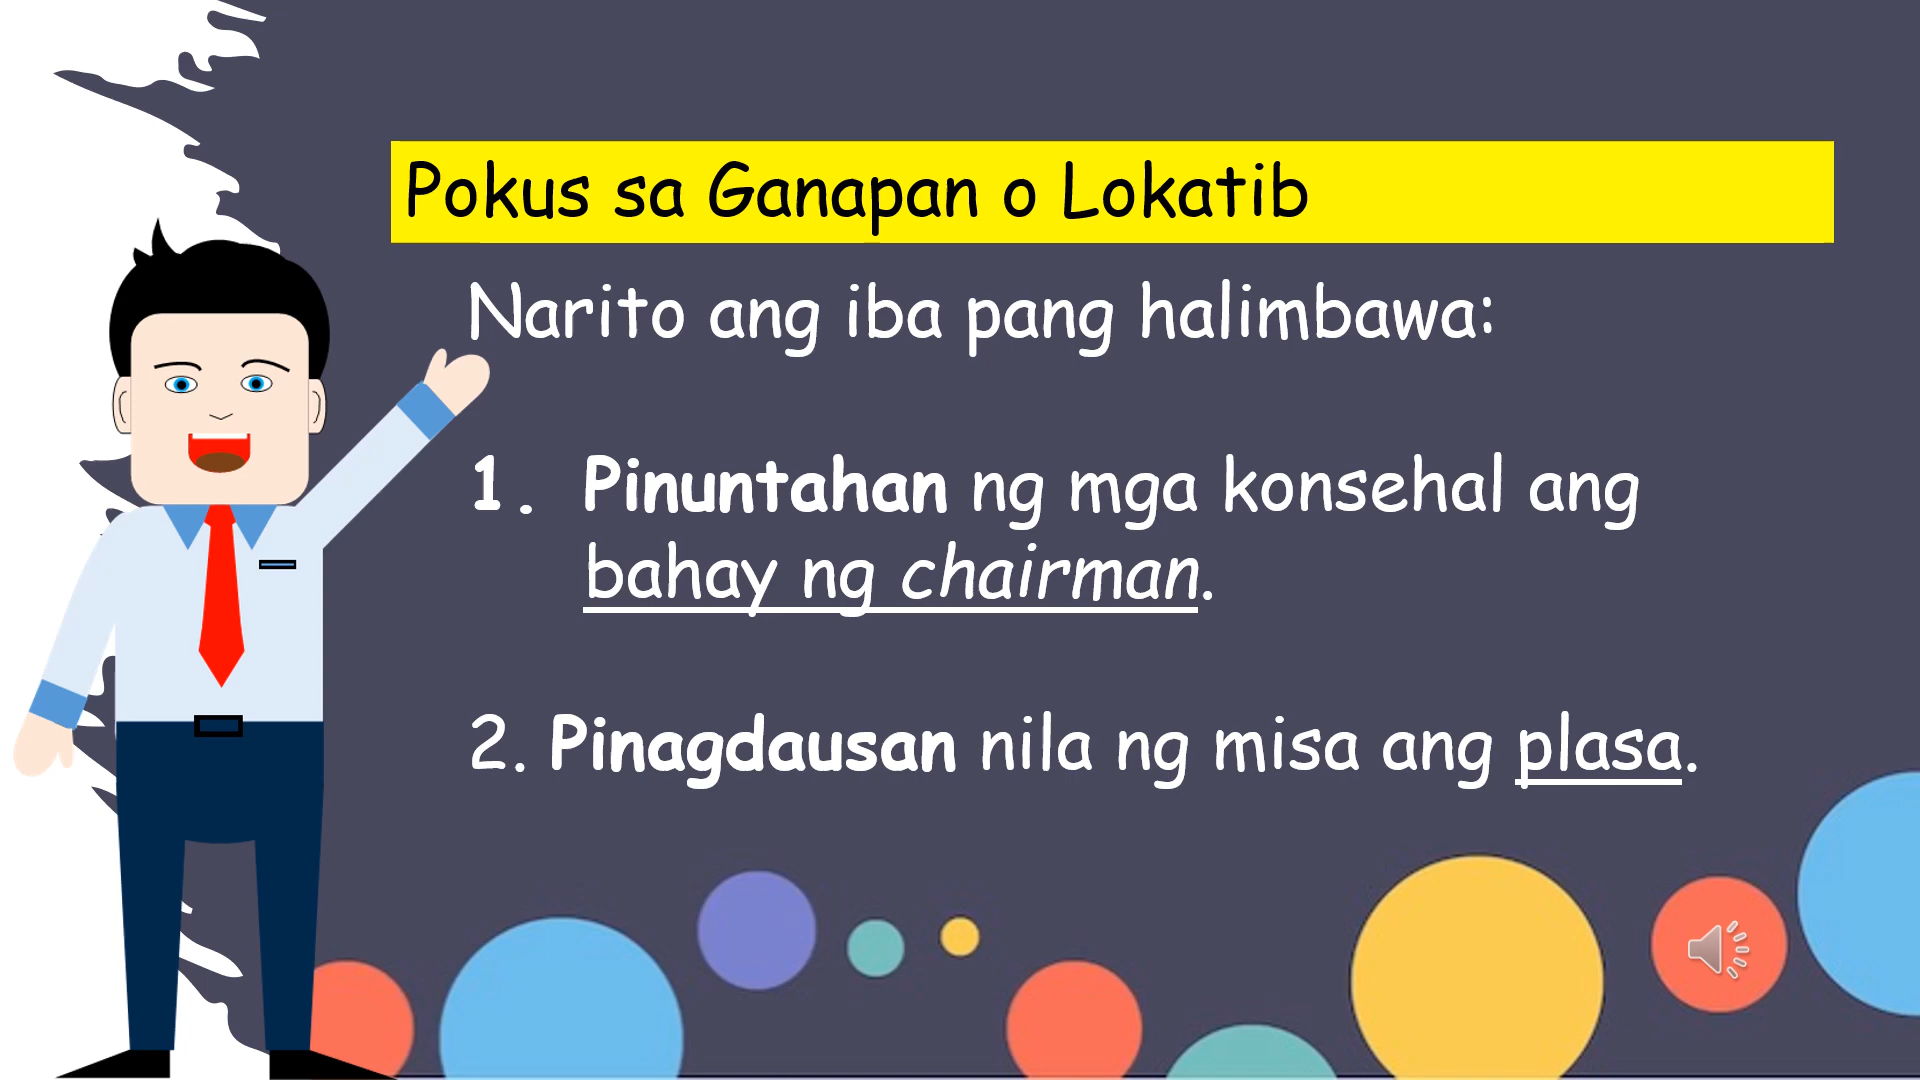 Pokus sa Ganapan o Lokatib
Narito ang iba pang halimbawa:
1. Pinuntahan ng mga konsehal ang
bahay ng chairman.
2. Pinagdausan nila ng misa ang plasa.